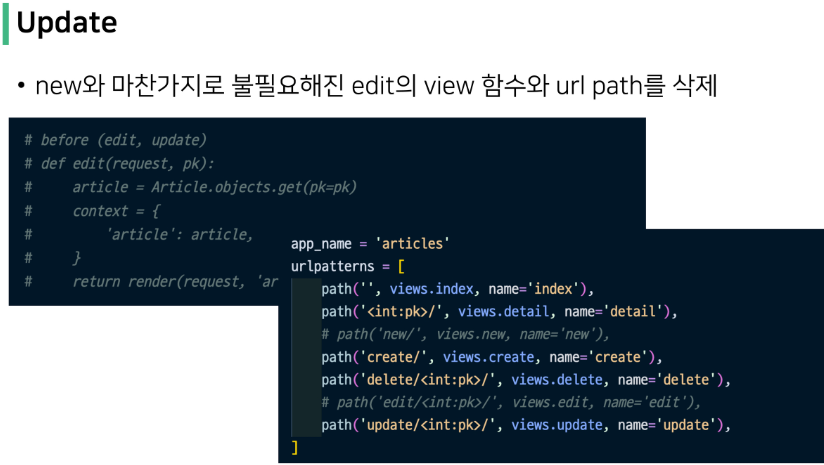 Update
• new와 마찬가지로 불필요해진 edit의 view 함수와 url path를 삭제
# before (edit, update)
# def edit(request, pk):
#     article = Article.objects.get(pk=pk)
#     context = {
#         'article': article,
#     }
#     return render(request, 'ar
app_name = 'articles'
urlpatterns = [
    path('', views.index, name='index'),
    path('<int:pk>/', views.detail, name='detail'),
    # path('new/', views.new, name='new'),
    path('create/', views.create, name='create'),
    path('delete/<int:pk>/', views.delete, name='delete'),
    # path('edit/<int:pk>/', views.edit, name='edit'),
    path('update/<int:pk>/', views.update, name='update'),
]